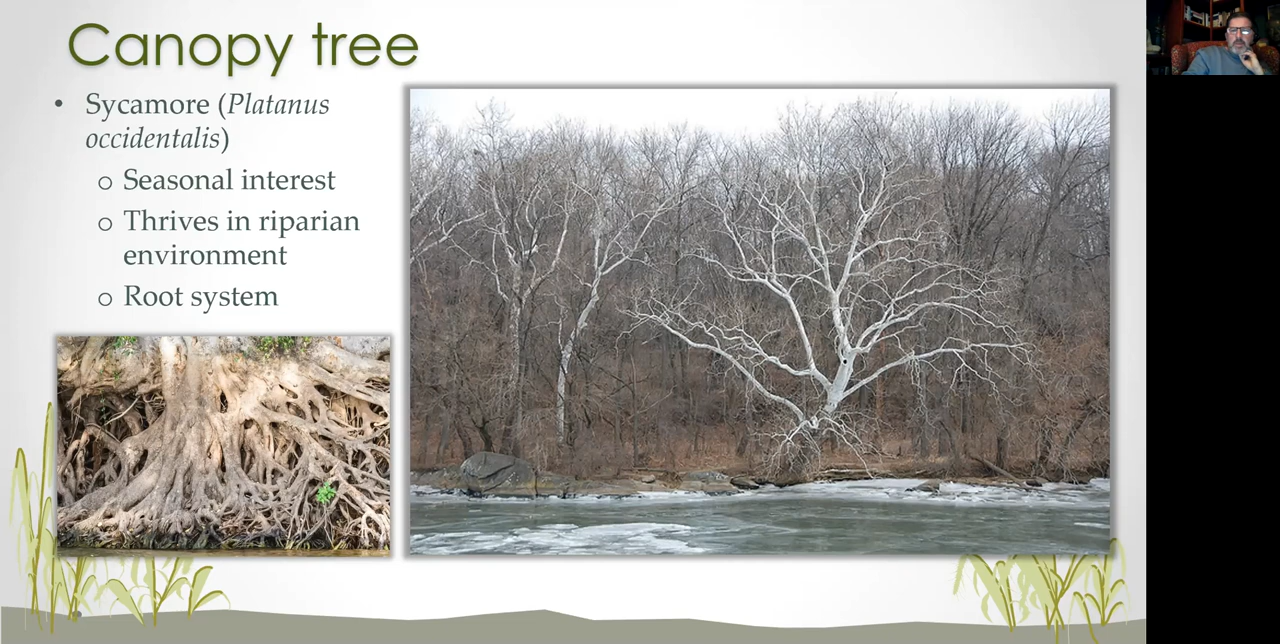 Canopy tree
• Sycamore (Platanus
occidentalis)
o Seasonal interest
o Thrives in riparian
environment
o Root system